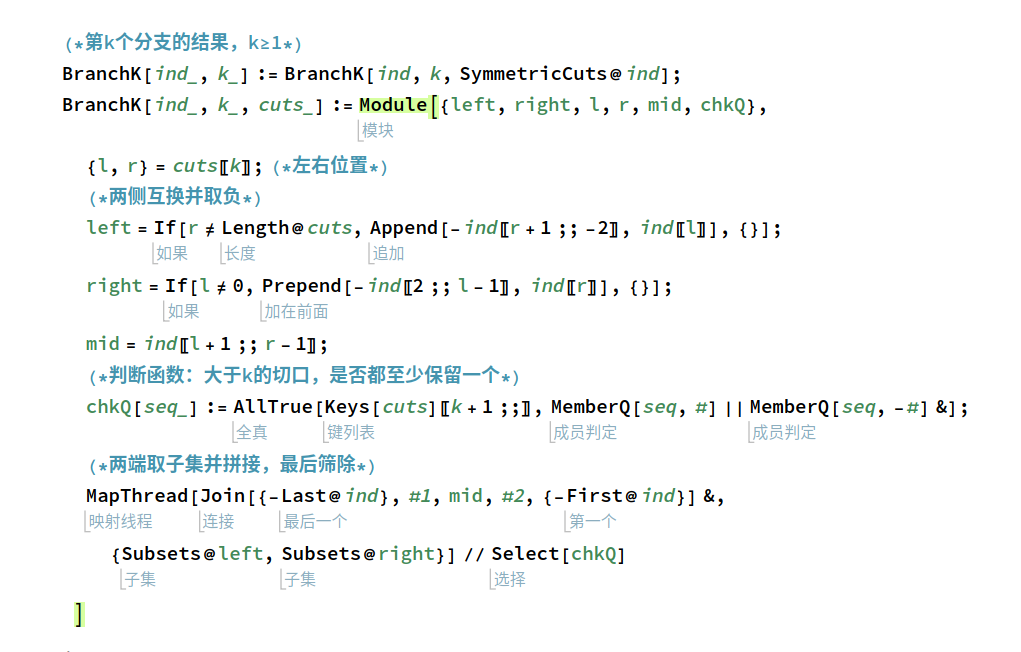 (*第k个分支的结果，k≥1*)
BranchK[ind_, k_] := BranchK[ind, k, SymmetricCuts@ind];
BranchK[ind_, k_, cuts_] := Module[{left, right, l, r, mid, chkQ},
模块
{l, r} = cuts〚k〛; (*左右位置*)
(*两侧互换并取负*)
left = If[r ≠ Length@cuts, Append[-ind〚r + 1 ;; -2〛, ind〚l〛], {}];
如果 长度 追加
right = If[l ≠ 0, Prepend[-ind〚2 ;; l - 1〛, ind〚r〛], {}];
如果 加在前面
mid = ind〚l + 1 ;; r - 1〛;
(*判断函数：大于k的切口，是否都至少保留一个*)
chkQ[seq_] := AllTrue[Keys[cuts]〚k + 1 ;;〛, MemberQ[seq, #] || MemberQ[seq, -#] &];
全真 键列表 成员判定 成员判定
(*两端取子集并拼接，最后筛除*)
MapThread[Join[{-Last@ind}, #1, mid, #2, {-First@ind}] &,
映射线程 连接 最后一个 第一个
{Subsets@left, Subsets@right}] // Select[chkQ]
子集 子集 选择
]